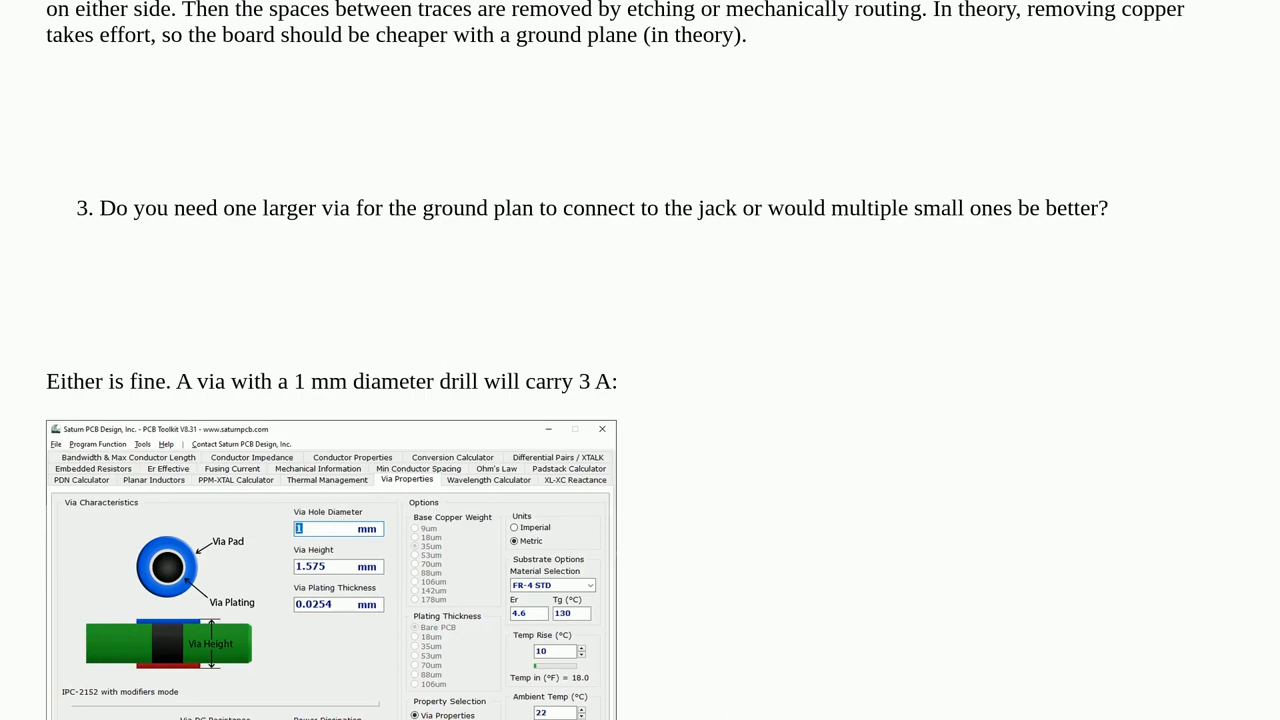 on either side. Then the spaces between traces are removed by etching or mechanically routing. In theory, removing copper
takes effort, so the board should be cheaper with a ground plane (in theory).
3. Do you need one larger via for the ground plan to connect to the jack or would multiple small ones be better?
Either is fine. A via with a 1 mm diameter drill will carry 3 A:
Saturn PCB Design, Inc. - PCB Toolkit V8.31 - www.saturnpcb.com
File Program Function Tools Help | Contact Saturn PCB Design, Inc.
Bandwidth & Max Conductor Length Conductor Impedance Conductor Properties Conversion Calculator Differential Pairs / XTALK
Embedded Resistors Er Effective Fusing Current Mechanical Information Min Conductor Spacing Ohm's Law Padstack Calculator
PDN Calculator Planar Inductors PPM-XTAL Calculator Thermal Management Via Properties Wavelength Calculator XL-XC Reactance
Via Characteristics
Via Pad
Via Plating
Via Height
IPC-2152 with modifiers mode
Via Hole Diameter
1 mm
Via Height
1.575 mm
Via Plating Thickness
0.0254 mm
Options
Base Copper Weight
9um
18um
35um
53um
70um
88um
106um
142um
178um
Plating Thickness
Bare PCB
18um
35um
53um
70um
88um
106um
Property Selection
Via Properties
Units
Imperial
Metric
Substrate Options
Material Selection
FR-4 STD
Er Tg (°C)
4.6 130
Temp Rise (°C)
10
Temp in (°F) = 18.0
Ambient Temp (°C)
22